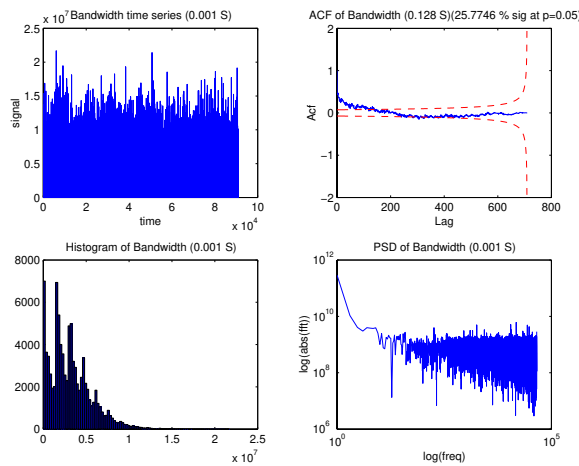 Bandwidth time series (0.001 S)
x 10^7
2.5
2
1.5
1
0.5
0
signal
0 2 4 6 8 10
time
x 10^4
ACF of Bandwidth (0.128 S)(25.7746 % sig at p=0.05)
2
1
0
−1
−2
Acf
0 200 400 600 800
Lag
Histogram of Bandwidth (0.001 S)
8000
6000
4000
2000
0
0 0.5 1 1.5 2 2.5
x 10^7
PSD of Bandwidth (0.001 S)
10^12
10^10
10^8
10^6
log(abs(fft))
10^0 10^5
log(freq)